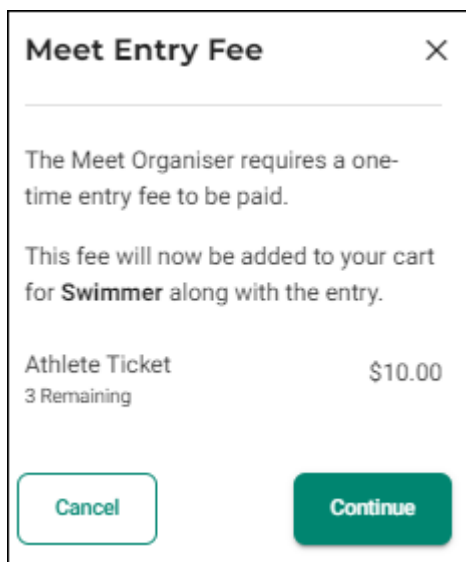 Meet Entry Fee
The Meet Organiser requires a one-
time entry fee to be paid.
This fee will now be added to your cart
for Swimmer along with the entry.
Athlete Ticket
$10.00
3 Remaining
Cancel
Continue